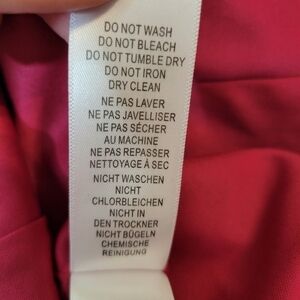 DO NOT WASH
DO NOT BLEACH
DO NOT TUMBLE DRY
DO NOT IRON
DRY CLEAN
NE PAS LAVER
NE PAS JAVELLISER
NE PAS SÉCHER
AU MACHINE
NE PAS REPASSER
NETTOYAGE À SEC
NICHT WASCHEN
NICHT
CHLORBLEICHEN
NICHT IN
DEN TROCKNER
NICHT BÜGELN
CHEMISCHE
REINIGUNG